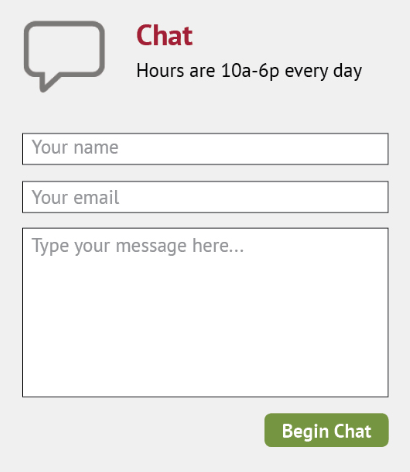 Chat
Hours are 10a-6p every day
Your name
Your email
Type your message here...
Begin Chat